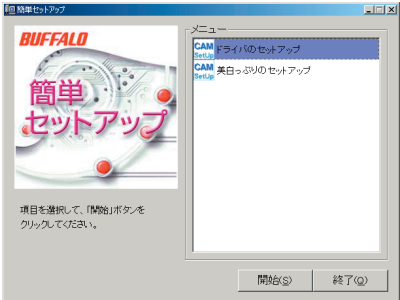 簡単セットアップ
BUFFALO
簡単
セットアップ
項目を選択して、「開始」ボタンを
クリックしてください。
メニュー
CAM SetUp ドライバのセットアップ
CAM SetUp 美白っぷりのセットアップ
開始(S)
終了(Q)